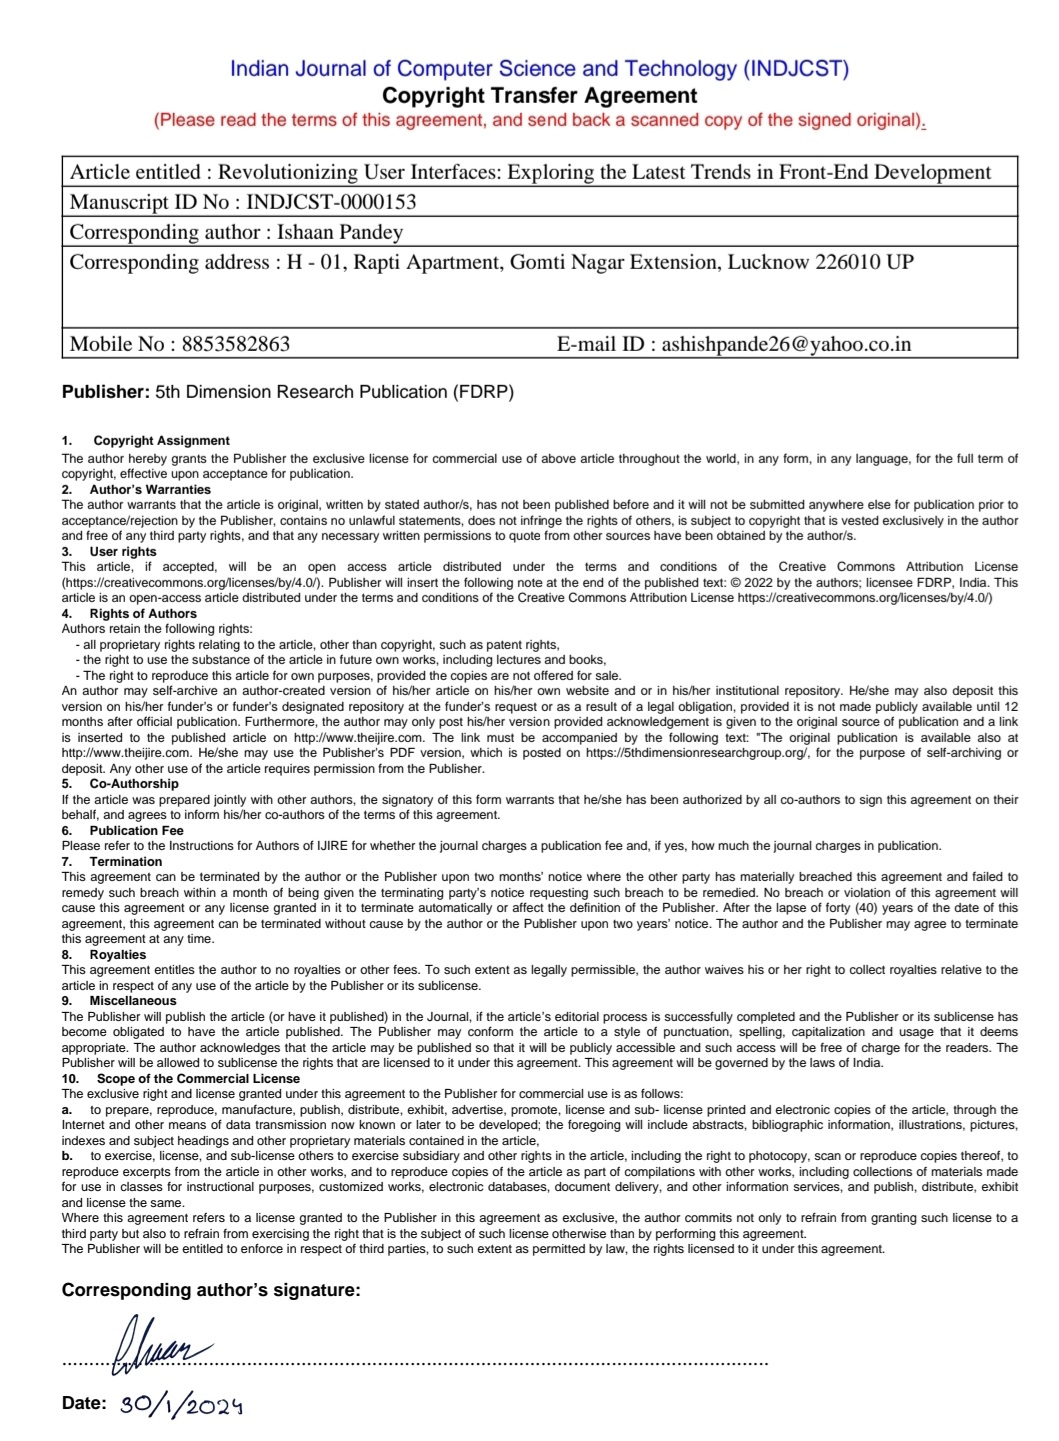 Indian Journal of Computer Science and Technology (INDJCST)
Copyright Transfer Agreement
(Please read the terms of this agreement, and send back a scanned copy of the signed original).
Article entitled : Revolutionizing User Interfaces: Exploring the Latest Trends in Front-End Development
Manuscript ID No : INDJCST-0000153
Corresponding author : Ishaan Pandey
Corresponding address : H - 01, Rapti Apartment, Gomti Nagar Extension, Lucknow 226010 UP
Mobile No : 8853582863 E-mail ID : ashishpande26@yahoo.co.in
Publisher: 5th Dimension Research Publication (FDRP)
1. Copyright Assignment
The author hereby grants the Publisher the exclusive license for commercial use of above article throughout the world, in any form, in any language, for the full term of
copyright, effective upon acceptance for publication.
2. Author's Warranties
The author warrants that the article is original, written by stated author/s, has not been published before and it will not be submitted anywhere else for publication prior to
acceptance/rejection by the Publisher, contains no unlawful statements, does not infringe the rights of others, is subject to copyright that is vested exclusively in the author
and free of any third party rights, and that any necessary written permissions to quote from other sources have been obtained by the author/s.
3. User rights
This article, if accepted, will be an open access article distributed under the terms and conditions of the Creative Commons Attribution License
(https://creativecommons.org/licenses/by/4.0/). Publisher will insert the following note at the end of the published text: © 2022 by the authors; licensee FDRP, India. This
article is an open-access article distributed under the terms and conditions of the Creative Commons Attribution License https://creativecommons.org/licenses/by/4.0/)
4. Rights of Authors
Authors retain the following rights:
- all proprietary rights relating to the article, other than copyright, such as patent rights,
- the right to use the substance of the article in future own works, including lectures and books,
- The right to reproduce this article for own purposes, provided the copies are not offered for sale.
An author may self-archive an author-created version of his/her article on his/her own website and or in his/her institutional repository. He/she may also deposit this
version on his/her funder's or funder's designated repository at the funder's request or as a result of a legal obligation, provided it is not made publicly available until 12
months after official publication. Furthermore, the author may only post his/her version provided acknowledgement is given to the original source of publication and a link
is inserted to the published article on http://www.theijire.com. The link must be accompanied by the following text: "The original publication is available also at
http://www.theijire.com. He/she may use the Publisher's PDF version, which is posted on https://5thdimensionresearchgroup.org/, for the purpose of self-archiving or
deposit. Any other use of the article requires permission from the Publisher.
5. Co-Authorship
If the article was prepared jointly with other authors, the signatory of this form warrants that he/she has been authorized by all co-authors to sign this agreement on their
behalf, and agrees to inform his/her co-authors of the terms of this agreement.
6. Publication Fee
Please refer to the Instructions for Authors of IJIRE for whether the journal charges a publication fee and, if yes, how much the journal charges in publication.
7. Termination
This agreement can be terminated by the author or the Publisher upon two months' notice where the other party has materially breached this agreement and failed to
remedy such breach within a month of being given the terminating party's notice requesting such breach to be remedied. No breach or violation of this agreement will
cause this agreement or any license granted in it to terminate automatically or affect the definition of the Publisher. After the lapse of forty (40) years of the date of this
agreement, this agreement can be terminated without cause by the author or the Publisher upon two years' notice. The author and the Publisher may agree to terminate
this agreement at any time.
8. Royalties
This agreement entitles the author to no royalties or other fees. To such extent as legally permissible, the author waives his or her right to collect royalties relative to the
article in respect of any use of the article by the Publisher or its sublicense.
9. Miscellaneous
The Publisher will publish the article (or have it published) in the Journal, if the article's editorial process is successfully completed and the Publisher or its sublicense has
become obligated to have the article published. The Publisher may conform the article to a style of punctuation, spelling, capitalization and usage that it deems
appropriate. The author acknowledges that the article may be published so that it will be publicly accessible and such access will be free of charge for the readers. The
Publisher will be allowed to sublicense the rights that are licensed to it under this agreement. This agreement will be governed by the laws of India.
10. Scope of the Commercial License
The exclusive right and license granted under this agreement to the Publisher for commercial use is as follows:
a. to prepare, reproduce, manufacture, publish, distribute, exhibit, advertise, promote, license and sub- license printed and electronic copies of the article, through the
Internet and other means of data transmission now known or later to be developed; the foregoing will include abstracts, bibliographic information, illustrations, pictures,
indexes and subject headings and other proprietary materials contained in the article,
b. to exercise, license, and sub-license others to exercise subsidiary and other rights in the article, including the right to photocopy, scan or reproduce copies thereof, to
reproduce excerpts from the article in other works, and to reproduce copies of the article as part of compilations with other works, including collections of materials made
for use in classes for instructional purposes, customized works, electronic databases, document delivery, and other information services, and publish, distribute, exhibit
and license the same.
Where this agreement refers to a license granted to the Publisher in this agreement as exclusive, the author commits not only to refrain from granting such license to a
third party but also to refrain from exercising the right that is the subject of such license otherwise than by performing this agreement.
The Publisher will be entitled to enforce in respect of third parties, to such extent as permitted by law, the rights licensed to it under this agreement.
Corresponding author's signature:
Date: 30/1/2024